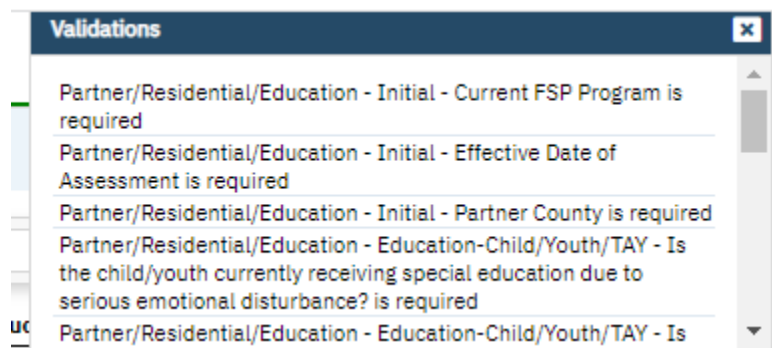 Validations
Partner/Residential/Education - Initial - Current FSP Program is
required
Partner/Residential/Education - Initial - Effective Date of
Assessment is required
Partner/Residential/Education - Initial - Partner County is required
Partner/Residential/Education - Education-Child/Youth/TAY - Is
the child/youth currently receiving special education due to
serious emotional disturbance? is required
Partner/Residential/Education - Education-Child/Youth/TAY - Is